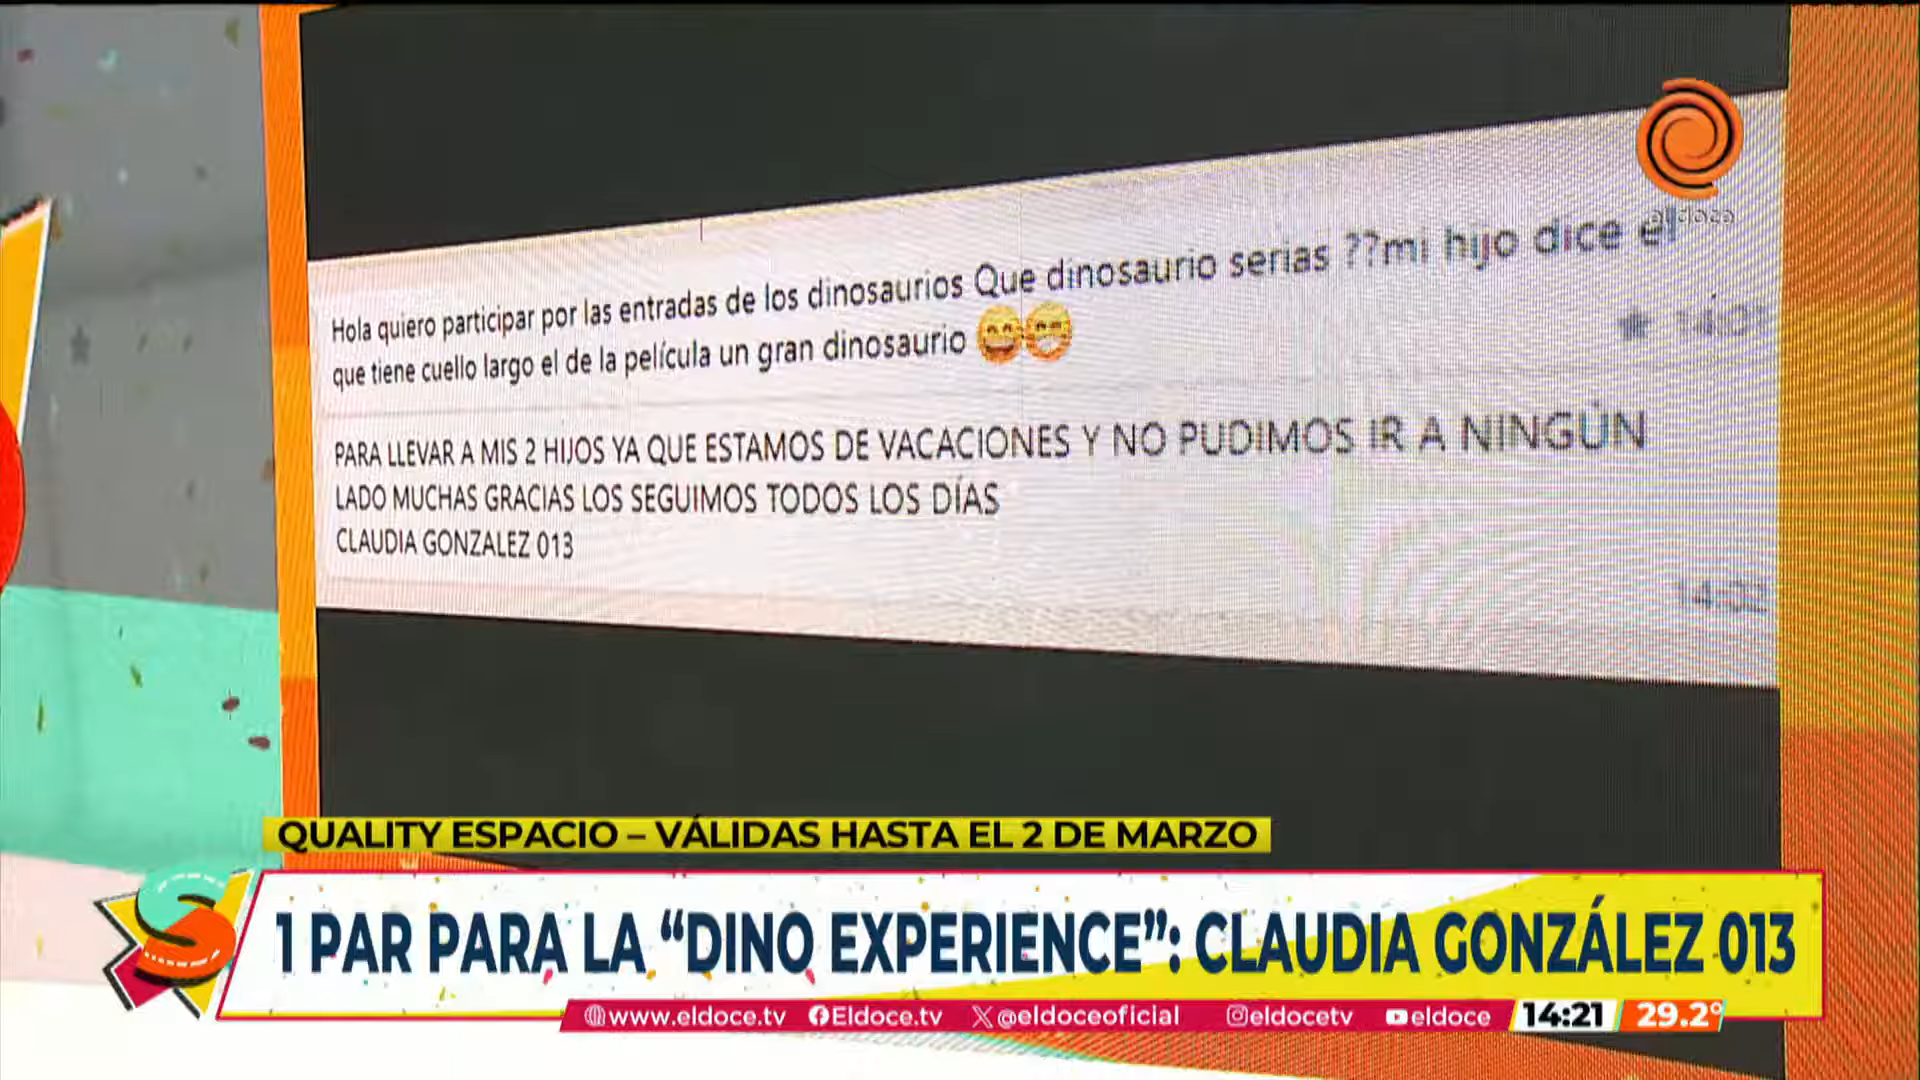 eldoce
Hola quiero participar por las entradas de los dinosaurios Que dinosaurio serias ??mi hijo dice el
que tiene cuello largo el de la película un gran dinosaurio 😄😁
14:01
PARA LLEVAR A MIS 2 HIJOS YA QUE ESTAMOS DE VACACIONES Y NO PUDIMOS IR A NINGÚN
LADO MUCHAS GRACIAS LOS SEGUIMOS TODOS LOS DÍAS
CLAUDIA GONZALEZ 013
14:02
QUALITY ESPACIO – VÁLIDAS HASTA EL 2 DE MARZO
1 PAR PARA LA “DINO EXPERIENCE”: CLAUDIA GONZÁLEZ 013
www.eldoce.tv Eldoce.tv @eldoceoficial eldocetv eldoce 14:21 29.2°